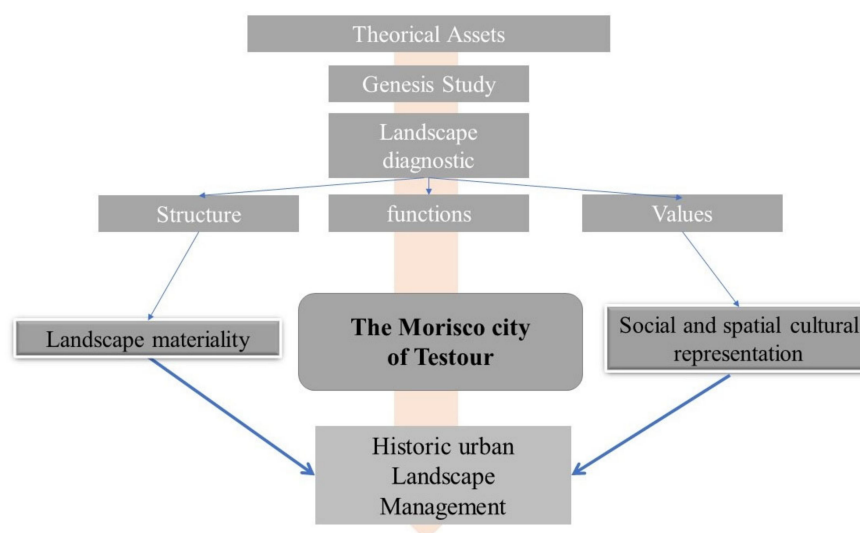 Theorical Assets
Genesis Study
Landscape
diagnostic
Structure
functions
Values
Landscape materiality
The Morisco city
of Testour
Social and spatial cultural
representation
Historic urban
Landscape
Management